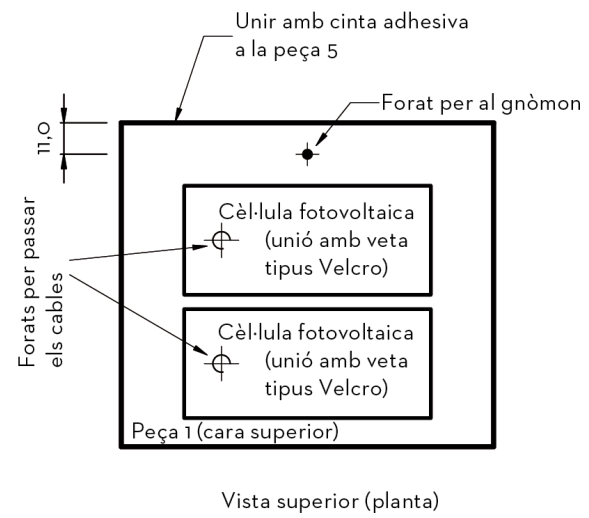 Unir amb cinta adhesiva
a la peça 5
Forat per al gnòmon
11,0
Cèl·lula fotovoltaica
(unió amb veta
tipus Velcro)
Forats per passar
els cables
Cèl·lula fotovoltaica
(unió amb veta
tipus Velcro)
Peça 1 (cara superior)
Vista superior (planta)